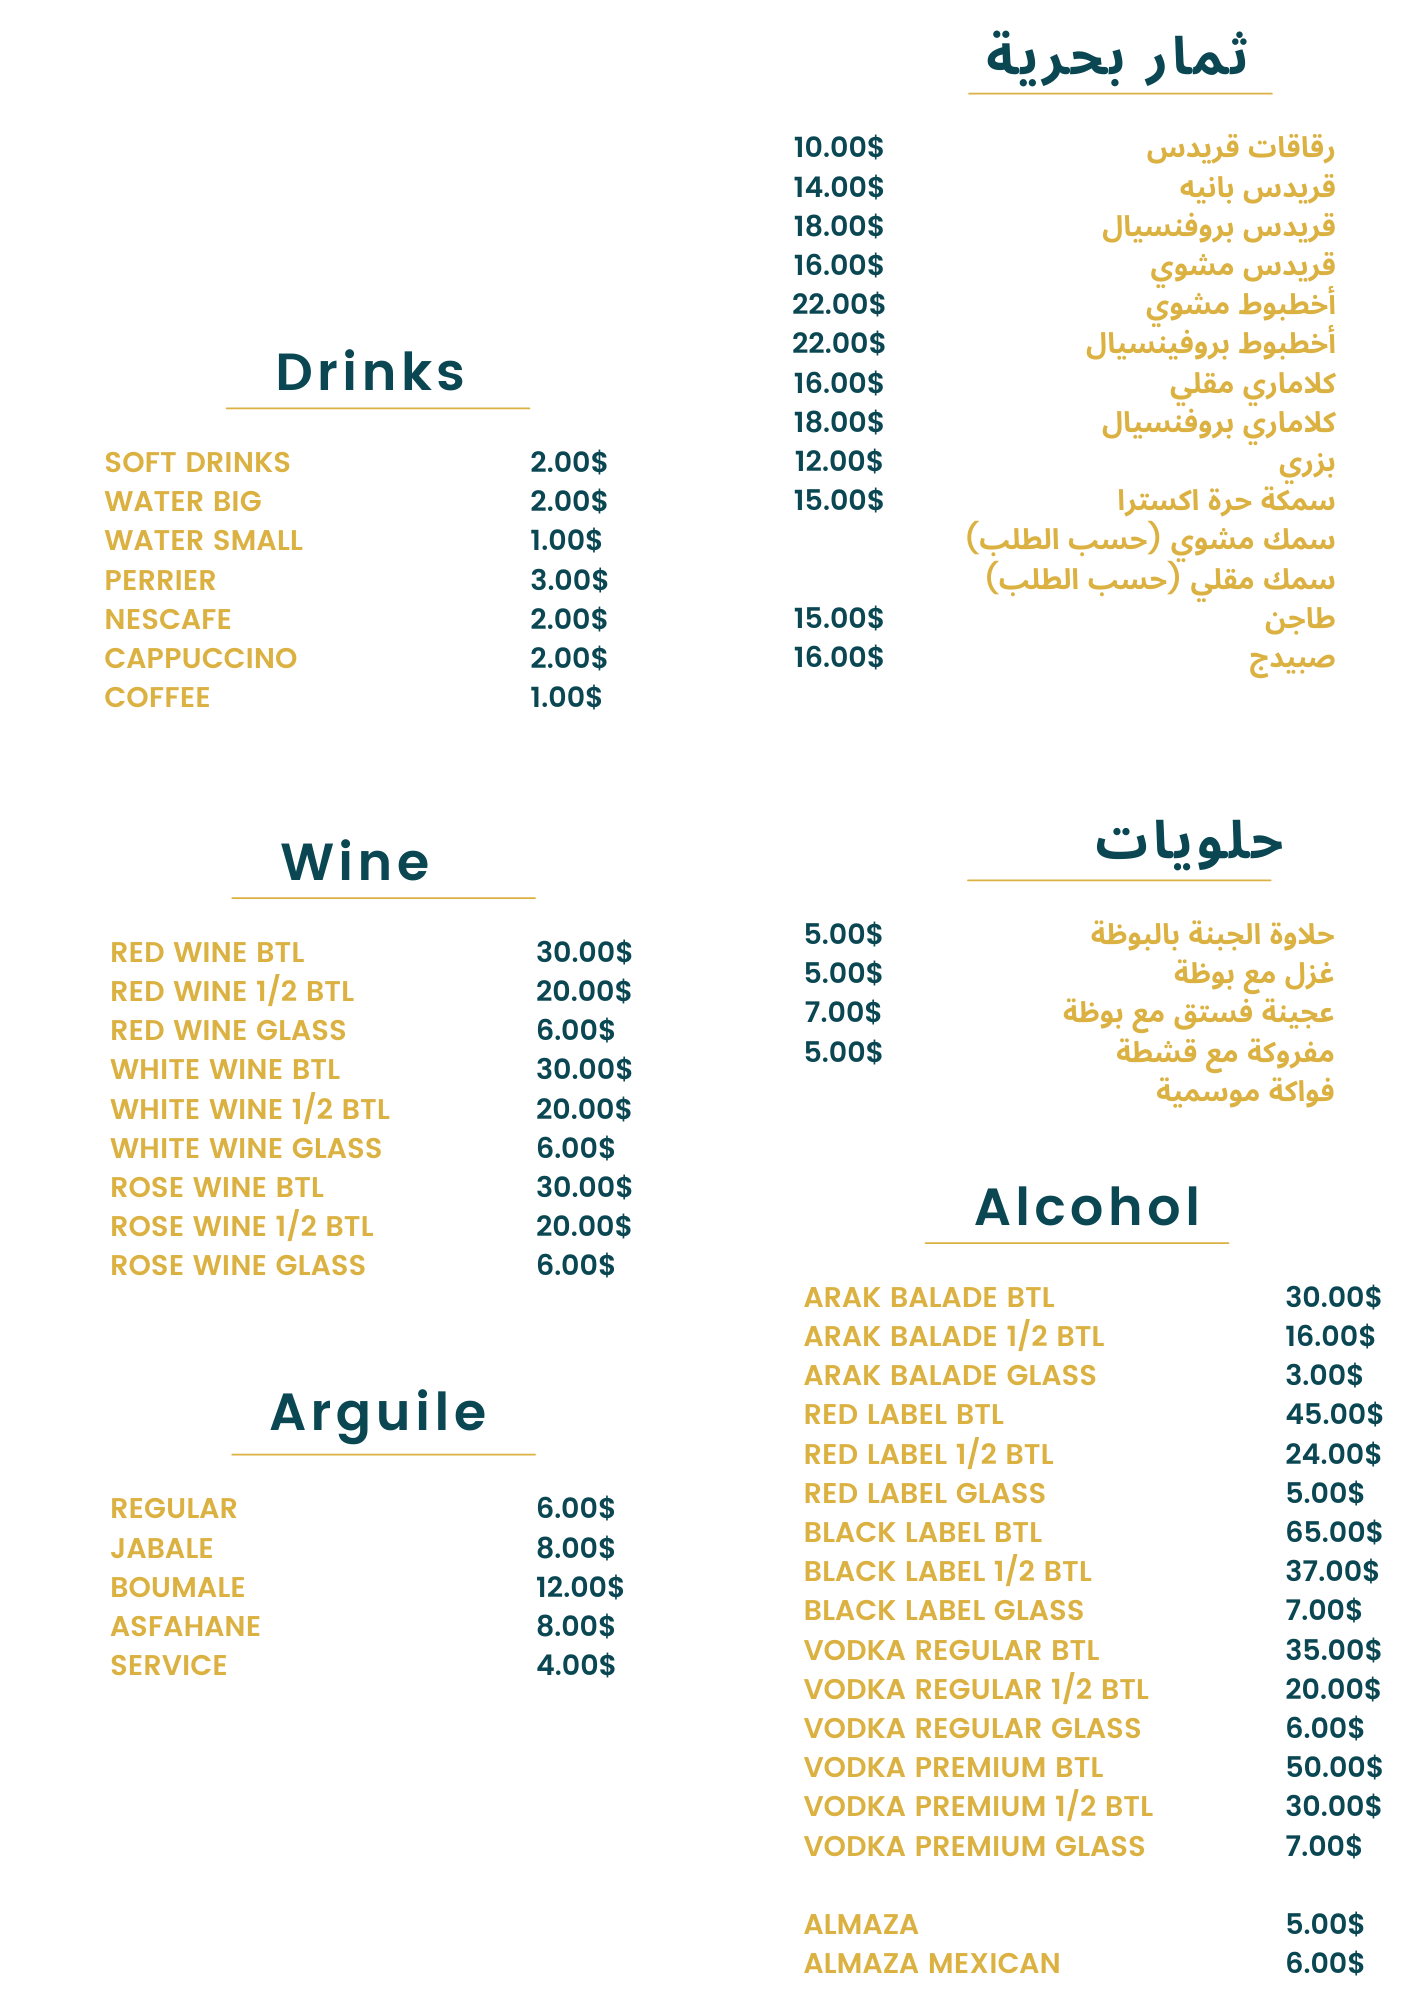 Drinks
SOFT DRINKS 2.00$
WATER BIG 2.00$
WATER SMALL 1.00$
PERRIER 3.00$
NESCAFE 2.00$
CAPPUCCINO 2.00$
COFFEE 1.00$
Wine
RED WINE BTL 30.00$
RED WINE 1/2 BTL 20.00$
RED WINE GLASS 6.00$
WHITE WINE BTL 30.00$
WHITE WINE 1/2 BTL 20.00$
WHITE WINE GLASS 6.00$
ROSE WINE BTL 30.00$
ROSE WINE 1/2 BTL 20.00$
ROSE WINE GLASS 6.00$
Arguile
REGULAR 6.00$
JABALE 8.00$
BOUMALE 12.00$
ASFAHANE 8.00$
SERVICE 4.00$
ثمار بحرية
رقاقات قريدس 10.00$
قريدس بانيه 14.00$
قريدس بروفنسيال 18.00$
قريدس مشوي 16.00$
أخطبوط مشوي 22.00$
أخطبوط بروفينسيال 22.00$
كلاماري مقلي 16.00$
كلاماري بروفنسيال 18.00$
بزري 12.00$
سمكة حرة اكسترا 15.00$
سمك مشوي (حسب الطلب)
سمك مقلي (حسب الطلب)
طاجن 15.00$
صبيدج 16.00$
حلويات
حلاوة الجبنة بالبوظة 5.00$
غزل مع بوظة 5.00$
عجينة فستق مع بوظة 7.00$
مفروكة مع قشطة 5.00$
فواكة موسمية
Alcohol
ARAK BALADE BTL 30.00$
ARAK BALADE 1/2 BTL 16.00$
ARAK BALADE GLASS 3.00$
RED LABEL BTL 45.00$
RED LABEL 1/2 BTL 24.00$
RED LABEL GLASS 5.00$
BLACK LABEL BTL 65.00$
BLACK LABEL 1/2 BTL 37.00$
BLACK LABEL GLASS 7.00$
VODKA REGULAR BTL 35.00$
VODKA REGULAR 1/2 BTL 20.00$
VODKA REGULAR GLASS 6.00$
VODKA PREMIUM BTL 50.00$
VODKA PREMIUM 1/2 BTL 30.00$
VODKA PREMIUM GLASS 7.00$
ALMAZA 5.00$
ALMAZA MEXICAN 6.00$